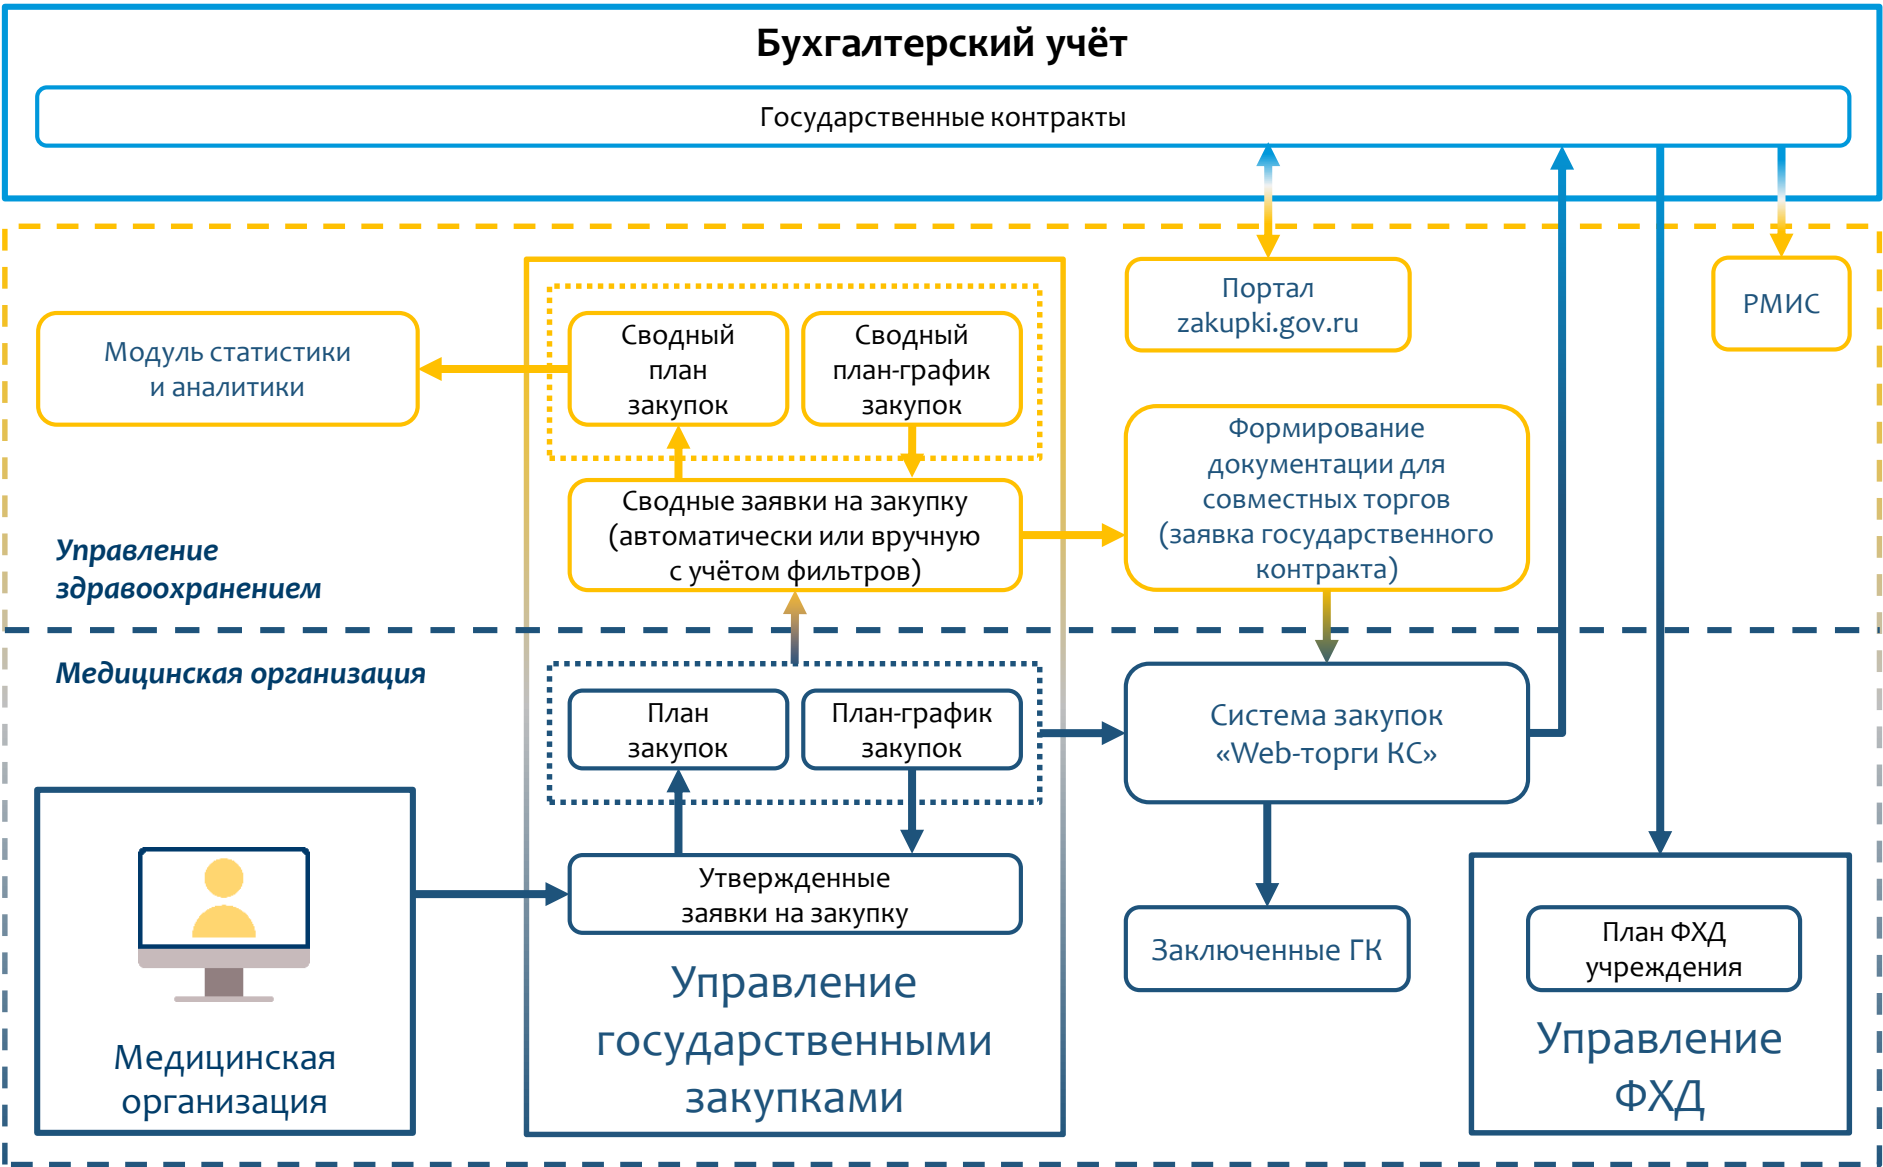 Бухгалтерский учёт
Государственные контракты
Портал
zakupki.gov.ru
РМИС
Модуль статистики
и аналитики
Сводный
план
закупок
Сводный
план-график
закупок
Формирование
документации для
совместных торгов
(заявка государственного
контракта)
Сводные заявки на закупку
(автоматически или вручную
с учётом фильтров)
Управление
здравоохранением
Медицинская организация
План
закупок
План-график
закупок
Система закупок
«Web-торги КС»
Утвержденные
заявки на закупку
Заключенные ГК
План ФХД
учреждения
Медицинская
организация
Управление
государственными
закупками
Управление
ФХД